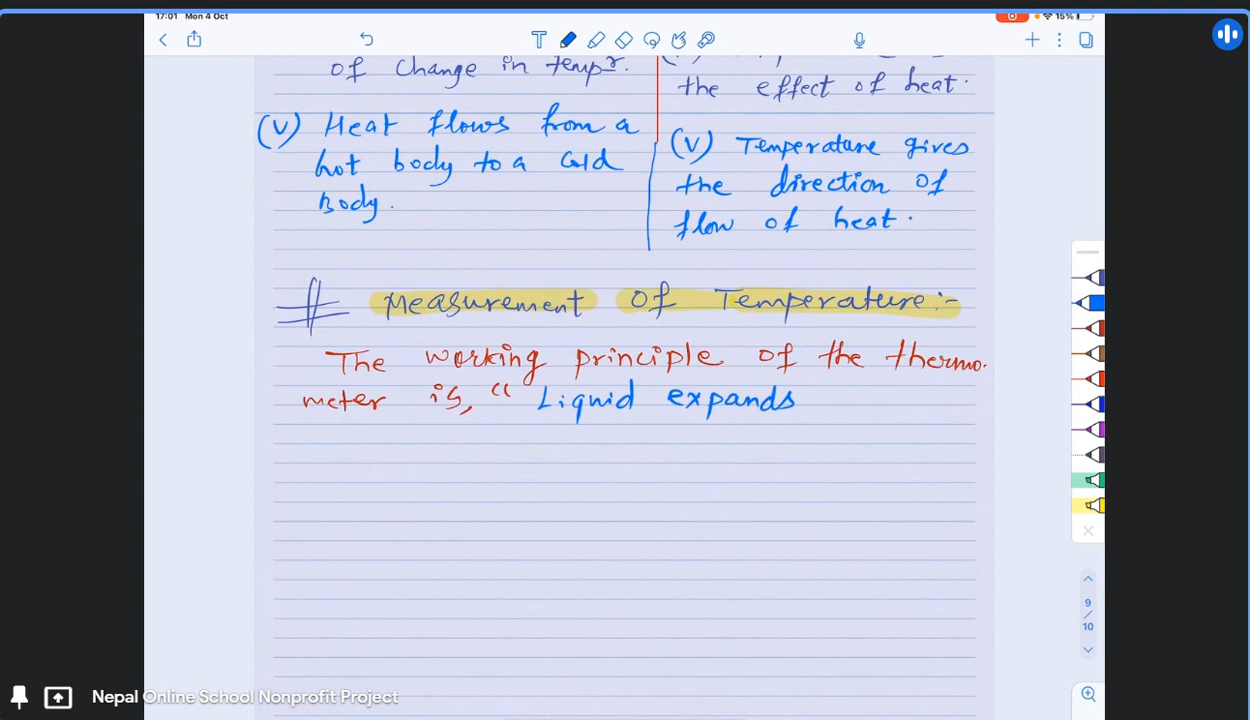 17:01 Mon 4 Oct
15%
of change in tempr.
the effect of heat.
(v) Heat flows from a
hot body to a cold
Body.
(v) Temperature gives
the direction of
flow of heat.
# Measurement of Temperature:-
The working principle of the thermo-
meter is, “ Liquid expands
9
/
10
Nepal Online School Nonprofit Project